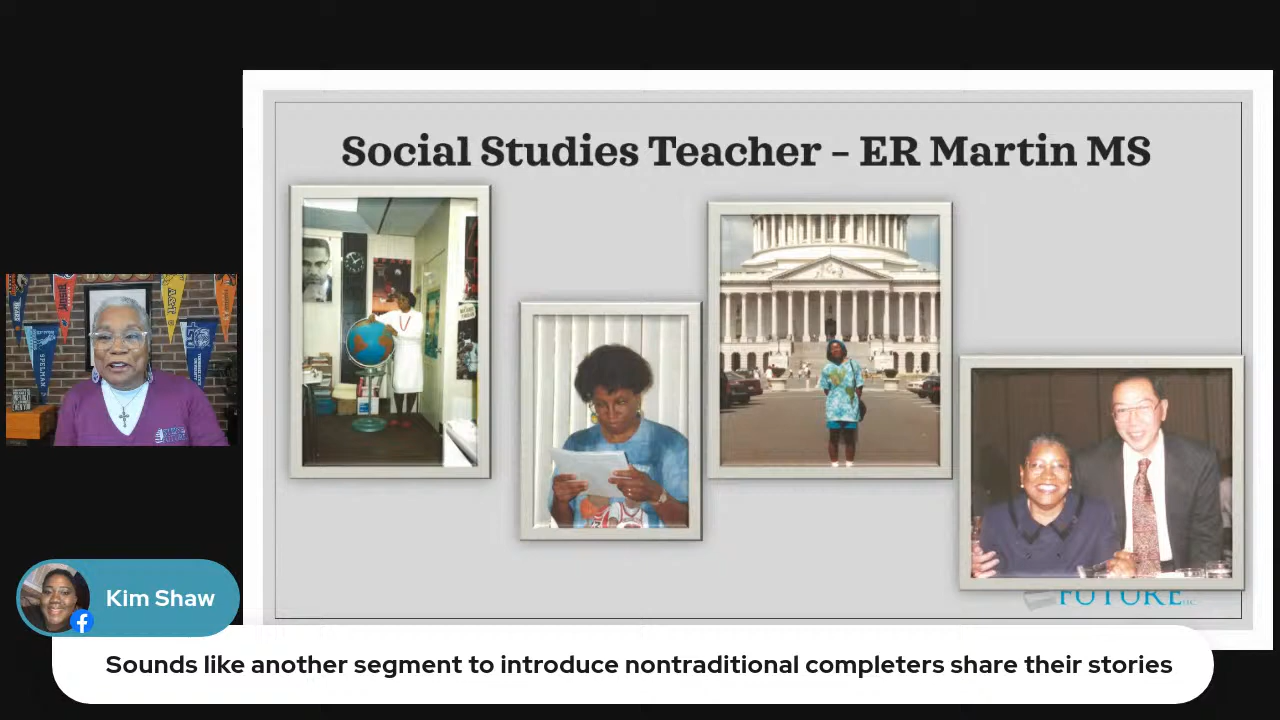 Social Studies Teacher – ER Martin MS
SPELMAN
FUTURE
Kim Shaw
Sounds like another segment to introduce nontraditional completers share their stories